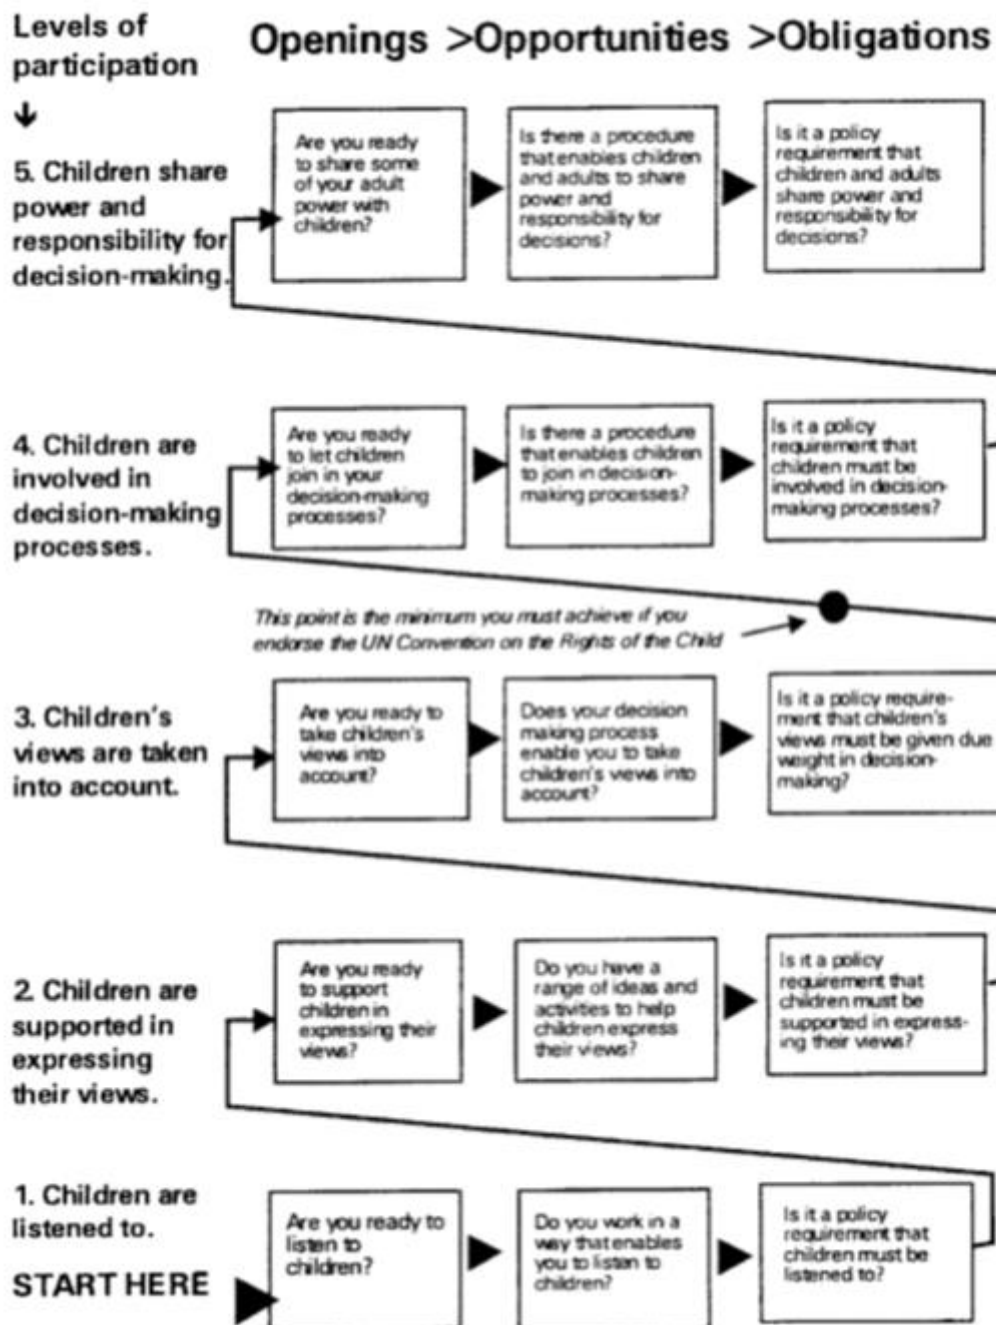 Levels of
participation
Openings >Opportunities >Obligations
5. Children share
power and
responsibility for
decision-making.
Are you ready
to share some
of your adult
power with
children?
Is there a procedure
that enables children
and adults to share
power and
responsibility for
decisions?
Is it a policy
requirement that
children and adults
share power and
responsibility for
decisions?
4. Children are
involved in
decision-making
processes.
Are you ready
to let children
join in your
decision-making
processes?
Is there a procedure
that enables children
to join in decision-
making processes?
Is it a policy
requirement that
children must be
involved in decision-
making processes?
This point is the minimum you must achieve if you
endorse the UN Convention on the Rights of the Child
3. Children's
views are taken
into account.
Are you ready to
take children's
views into
account?
Does your decision
making process
enable you to take
children's views into
account?
Is it a policy require-
ment that children's
views must be given due
weight in decision-
making?
2. Children are
supported in
expressing
their views.
Are you ready
to support
children in
expressing their
views?
Do you have a
range of ideas and
activities to help
children express
their views?
Is it a policy
requirement that
children must be
supported in express-
ing their views?
1. Children are
listened to.
START HERE
Are you ready to
listen to
children?
Do you work in a
way that enables
you to listen to
children?
Is it a policy
requirement that
children must be
listened to?